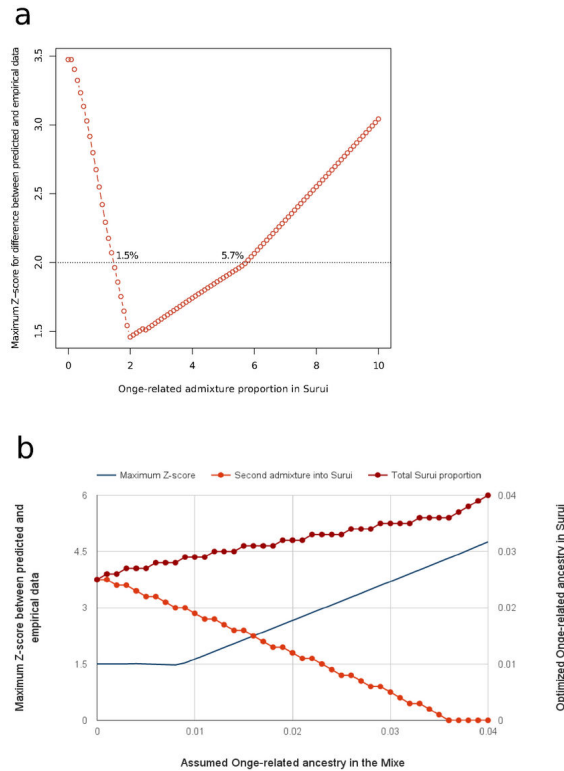 a
Maximum Z-score for difference between predicted and empirical data
3.5
3.0
2.5
2.0
1.5
1.5%
5.7%
0 2 4 6 8 10
Onge-related admixture proportion in Surui
b
Maximum Z-score Second admixture into Surui Total Surui proportion
Maximum Z-score between predicted and
empirical data
6
4.5
3
1.5
0
0.04
0.03
0.02
0.01
0
Optimized Onge-related ancestry in Surui
0 0.01 0.02 0.03 0.04
Assumed Onge-related ancestry in the Mixe